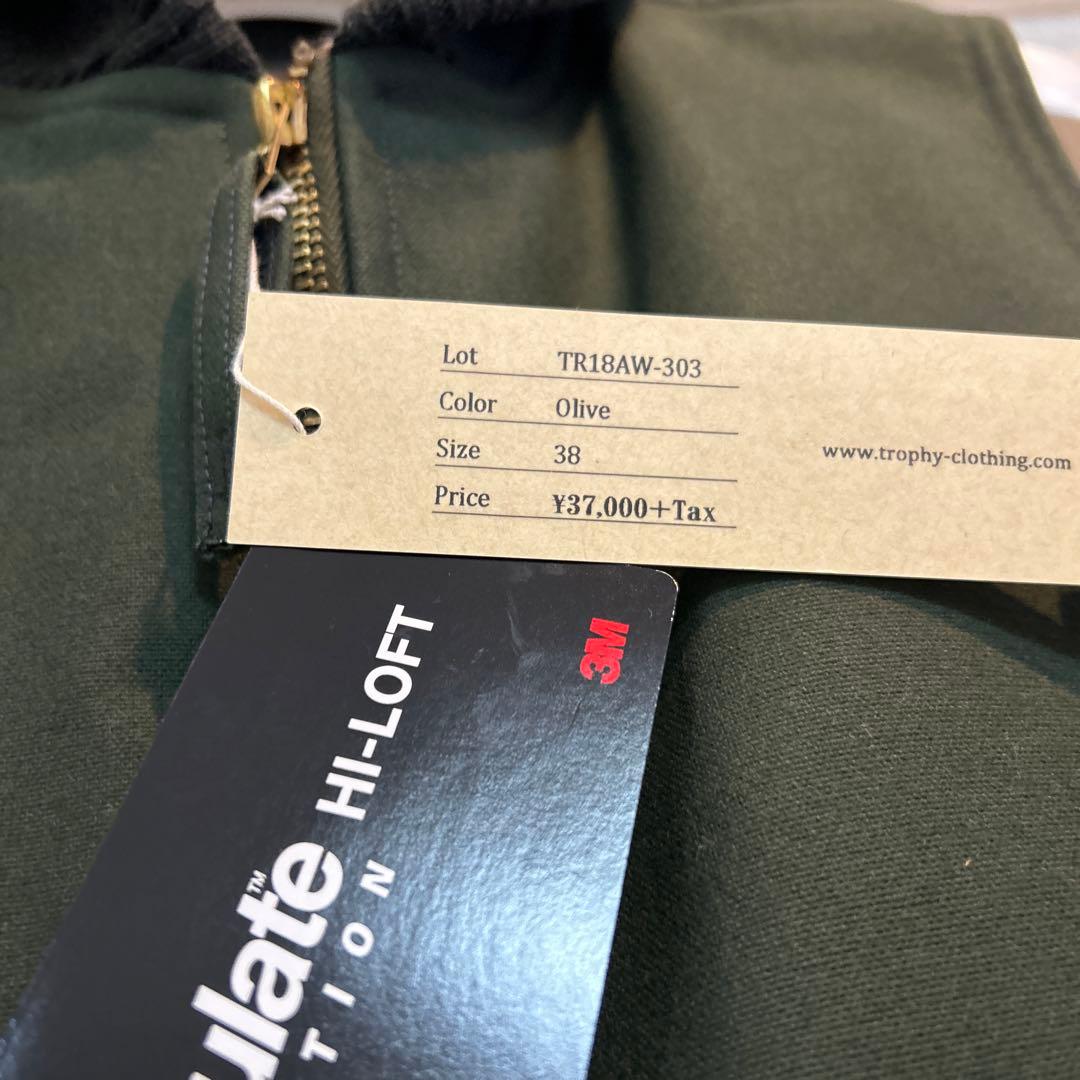 Lot TR18AW-303
Color Olive
Size 38
Price ¥37,000+Tax
www.trophy-clothing.com
3M
ulate™ HI-LOFT
TION